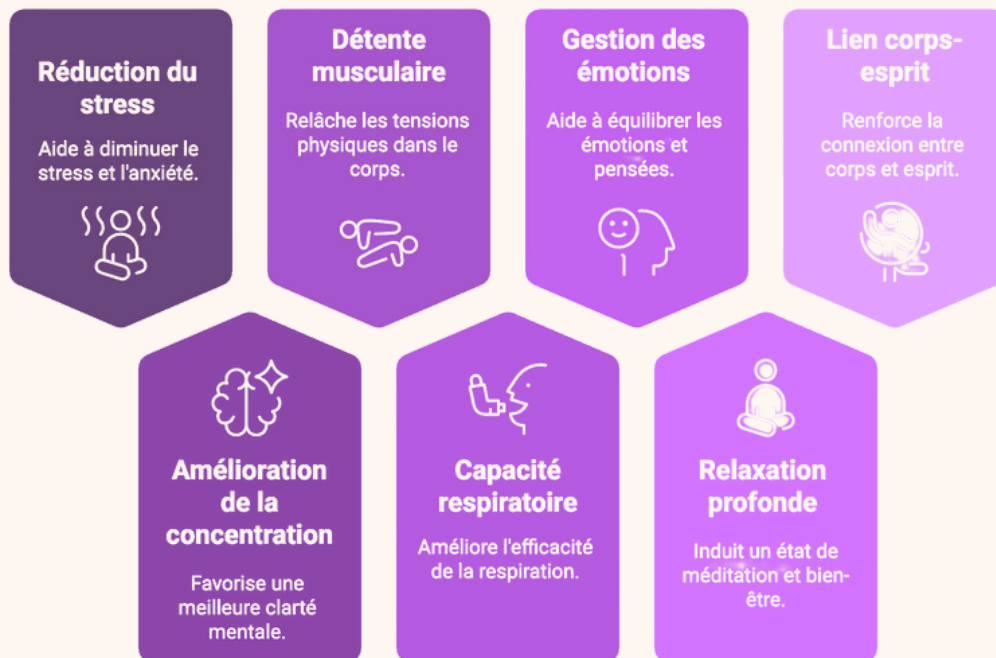 Réduction du
stress
Aide à diminuer le
stress et l'anxiété.
Détente
musculaire
Relâche les tensions
physiques dans le
corps.
Gestion des
émotions
Aide à équilibrer les
émotions et
pensées.
Lien corps-
esprit
Renforce la
connexion entre
corps et esprit.
Amélioration
de la
concentration
Favorise une
meilleure clarté
mentale.
Capacité
respiratoire
Améliore l'efficacité
de la respiration.
Relaxation
profonde
Induit un état de
méditation et bien-
être.